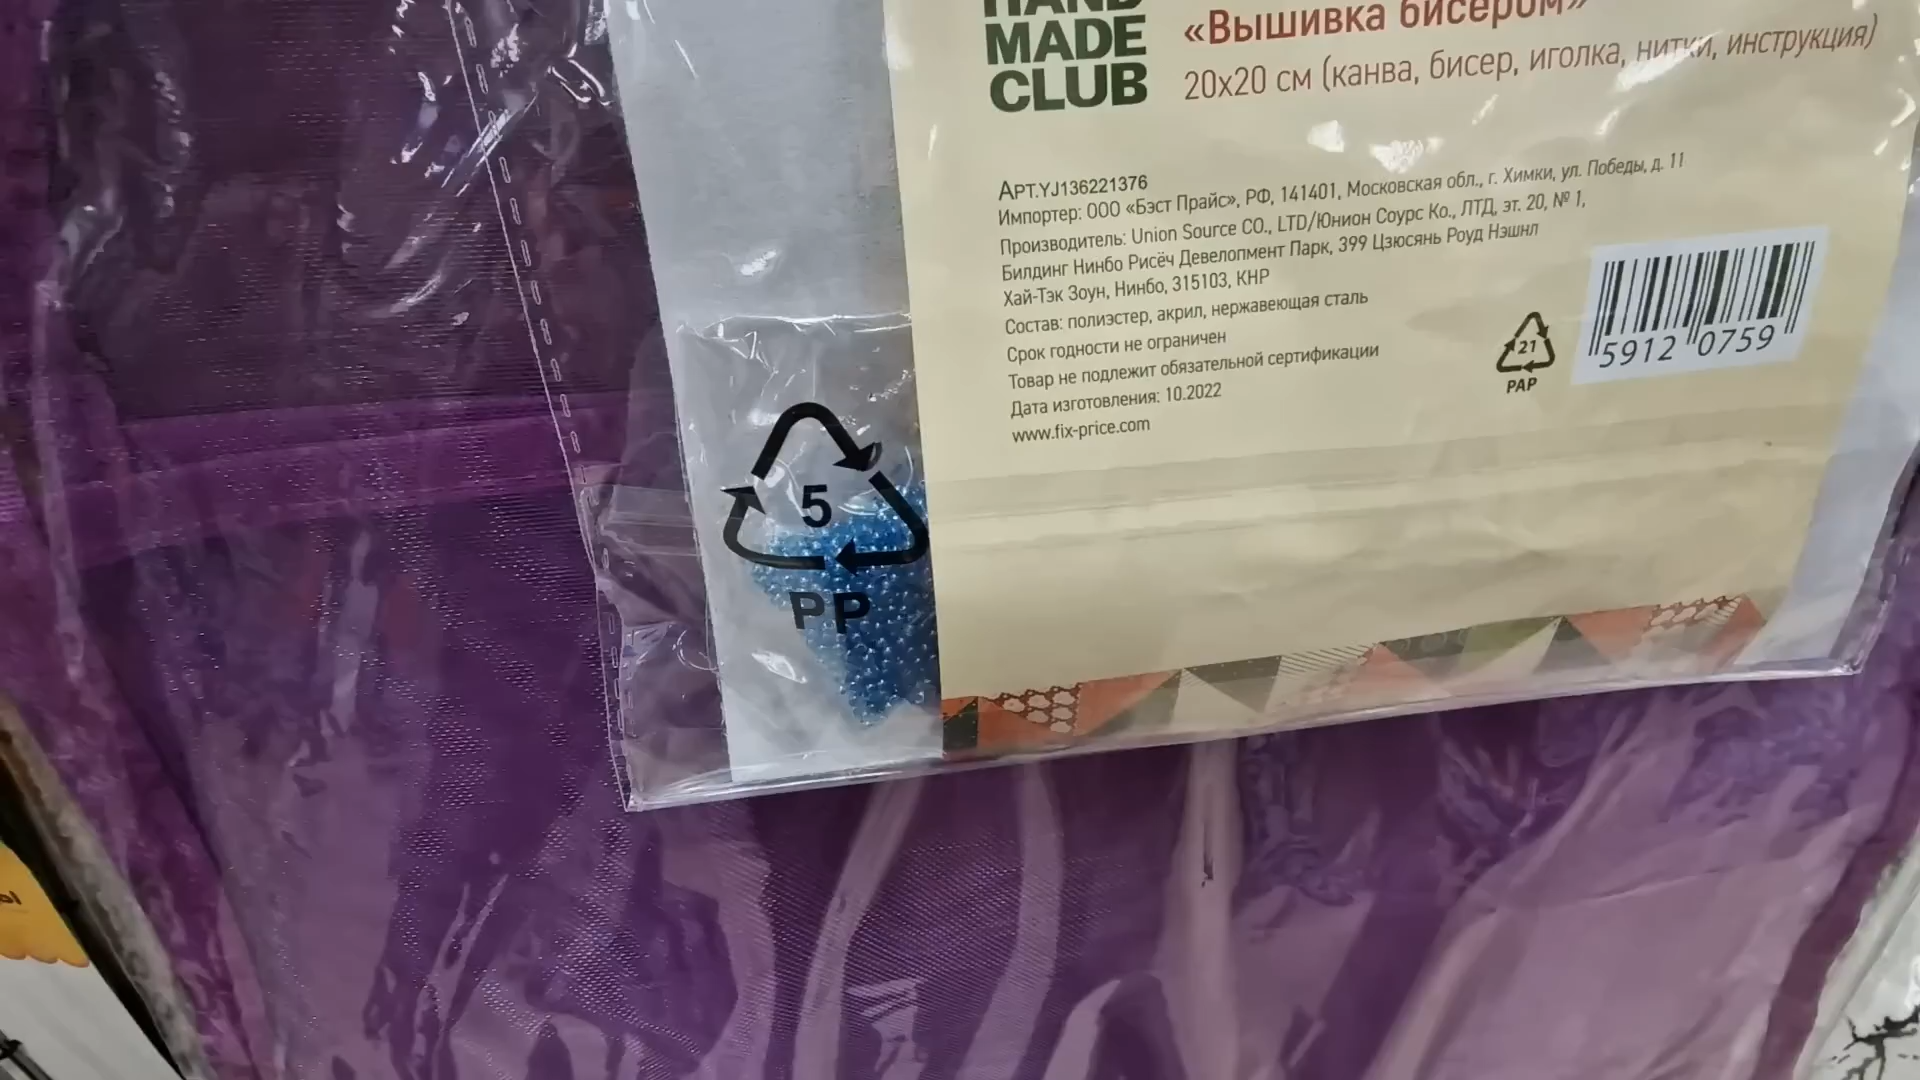 HAND
MADE
CLUB
«Вышивка бисером»
20х20 см (канва, бисер, иголка, нитки, инструкция)
Арт.YJ136221376
Импортер: ООО «Бэст Прайс», РФ, 141401, Московская обл., г. Химки, ул. Победы, д. 11
Производитель: Union Source CO., LTD/Юнион Соурс Ко., ЛТД, эт. 20, № 1,
Билдинг Нинбо Рисёч Девелопмент Парк, 399 Цзюсянь Роуд Нэшнл
Хай-Тэк Зоун, Нинбо, 315103, КНР
Состав: полиэстер, акрил, нержавеющая сталь
Срок годности не ограничен
Товар не подлежит обязательной сертификации
Дата изготовления: 10.2022
www.fix-price.com
21
PAP
5912 0759
5
PP